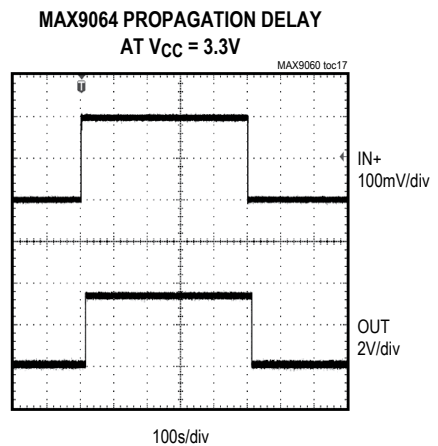 MAX9064 PROPAGATION DELAY
AT VCC = 3.3V
MAX9060 toc17
T
IN+
100mV/div
OUT
2V/div
100s/div